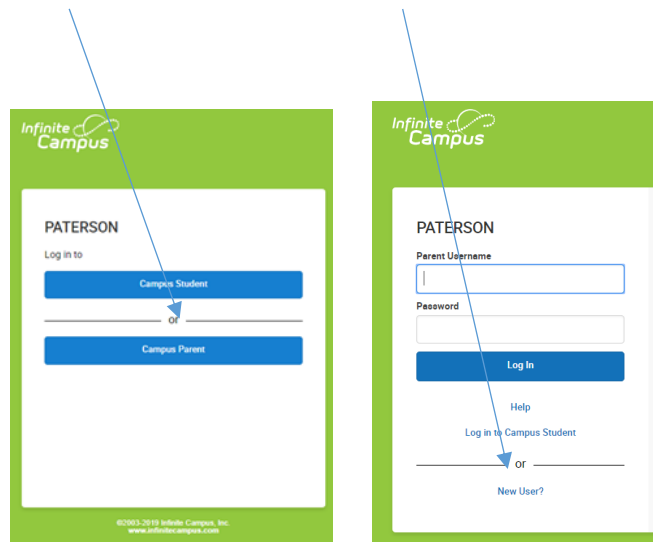 Infinite
Campus
PATERSON
Log in to
Campus Student
or
Campus Parent
©2003-2019 Infinite Campus, Inc.
www.infinitecampus.com
Infinite
Campus
PATERSON
Parent Username
Password
Log In
Help
Log in to Campus Student
or
New User?